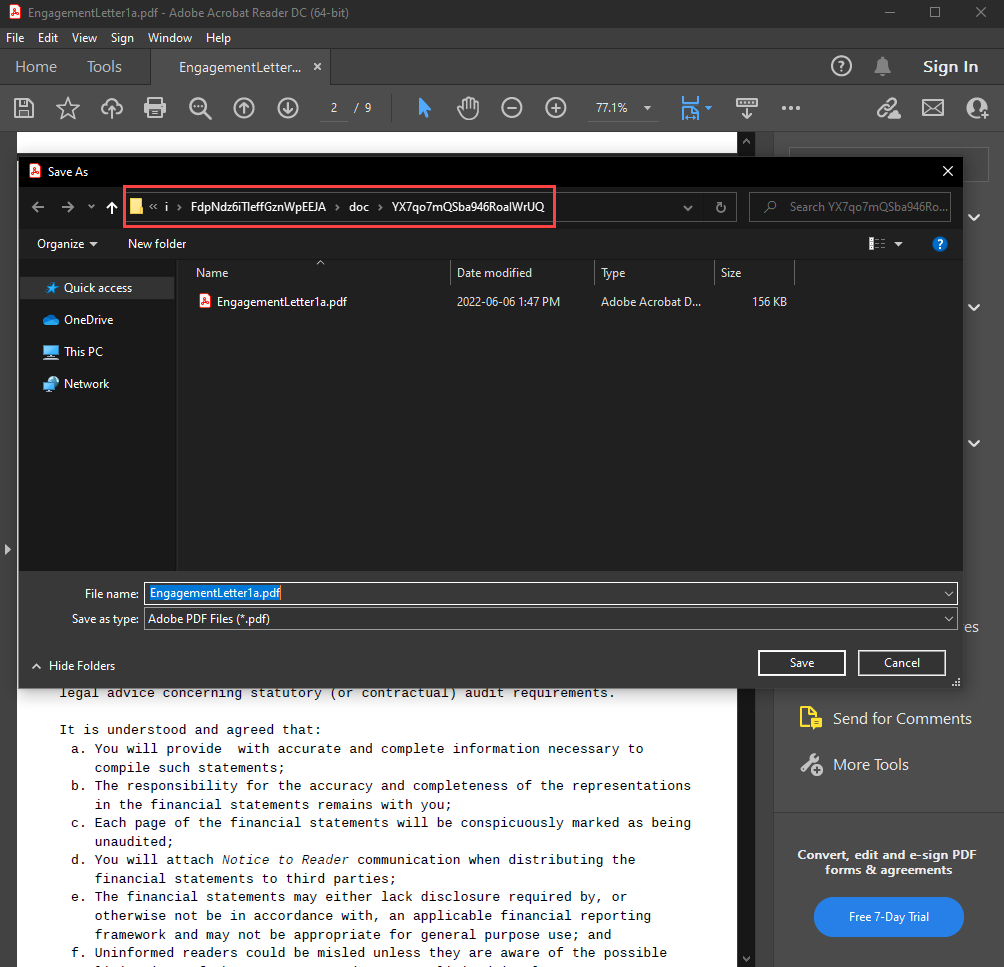 EngagementLetter1a.pdf - Adobe Acrobat Reader DC (64-bit)
File Edit View Sign Window Help
Home Tools EngagementLetter... × ? Sign In
2 / 9 77.1% •••
Save As
« i › FdpNdz6iTIeffGznWpEEJA › doc › YX7qo7mQSba946RoaIWrUQ Search YX7qo7mQSba946Ro...
Organize New folder ?
Name Date modified Type Size
Quick access
EngagementLetter1a.pdf 2022-06-06 1:47 PM Adobe Acrobat D... 156 KB
OneDrive
This PC
Network
File name: EngagementLetter1a.pdf
Save as type: Adobe PDF Files (*.pdf)
Hide Folders Save Cancel
legal advice concerning statutory (or contractual) audit requirements.
It is understood and agreed that:
a. You will provide  with accurate and complete information necessary to
compile such statements;
b. The responsibility for the accuracy and completeness of the representations
in the financial statements remains with you;
c. Each page of the financial statements will be conspicuously marked as being
unaudited;
d. You will attach Notice to Reader communication when distributing the
financial statements to third parties;
e. The financial statements may either lack disclosure required by, or
otherwise not be in accordance with, an applicable financial reporting
framework and may not be appropriate for general purpose use; and
f. Uninformed readers could be misled unless they are aware of the possible
es
Send for Comments
More Tools
Convert, edit and e-sign PDF
forms & agreements
Free 7-Day Trial